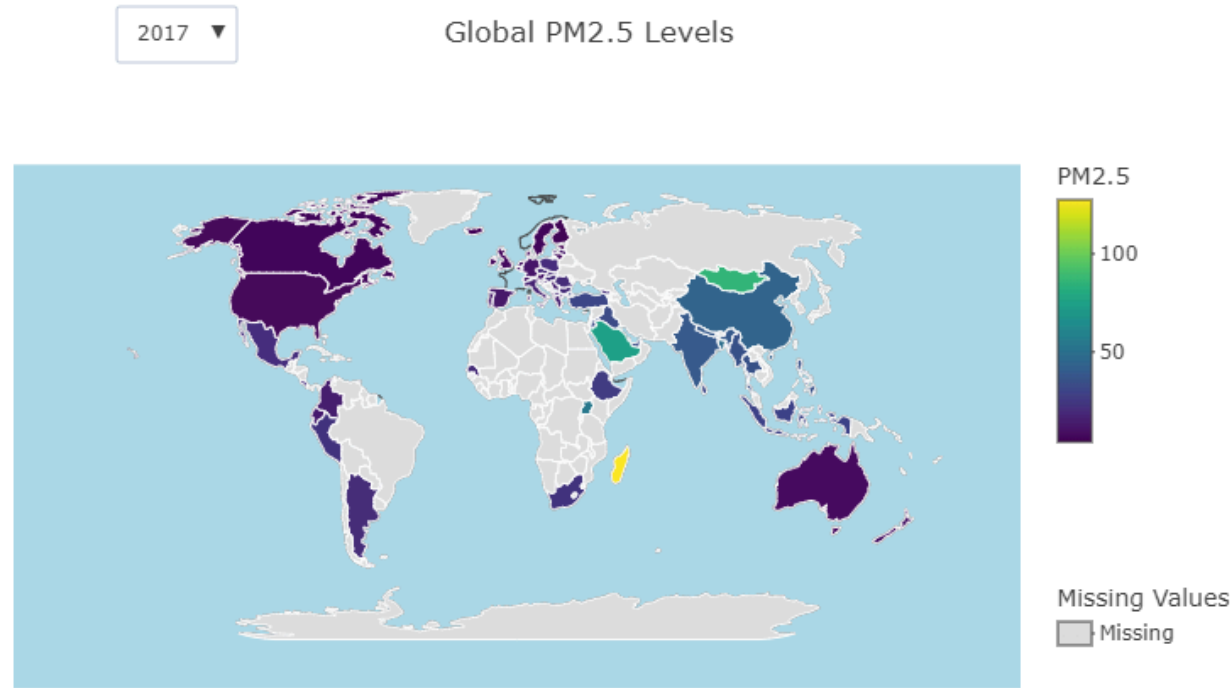 2017 ▼
Global PM2.5 Levels
PM2.5
100
50
Missing Values
Missing